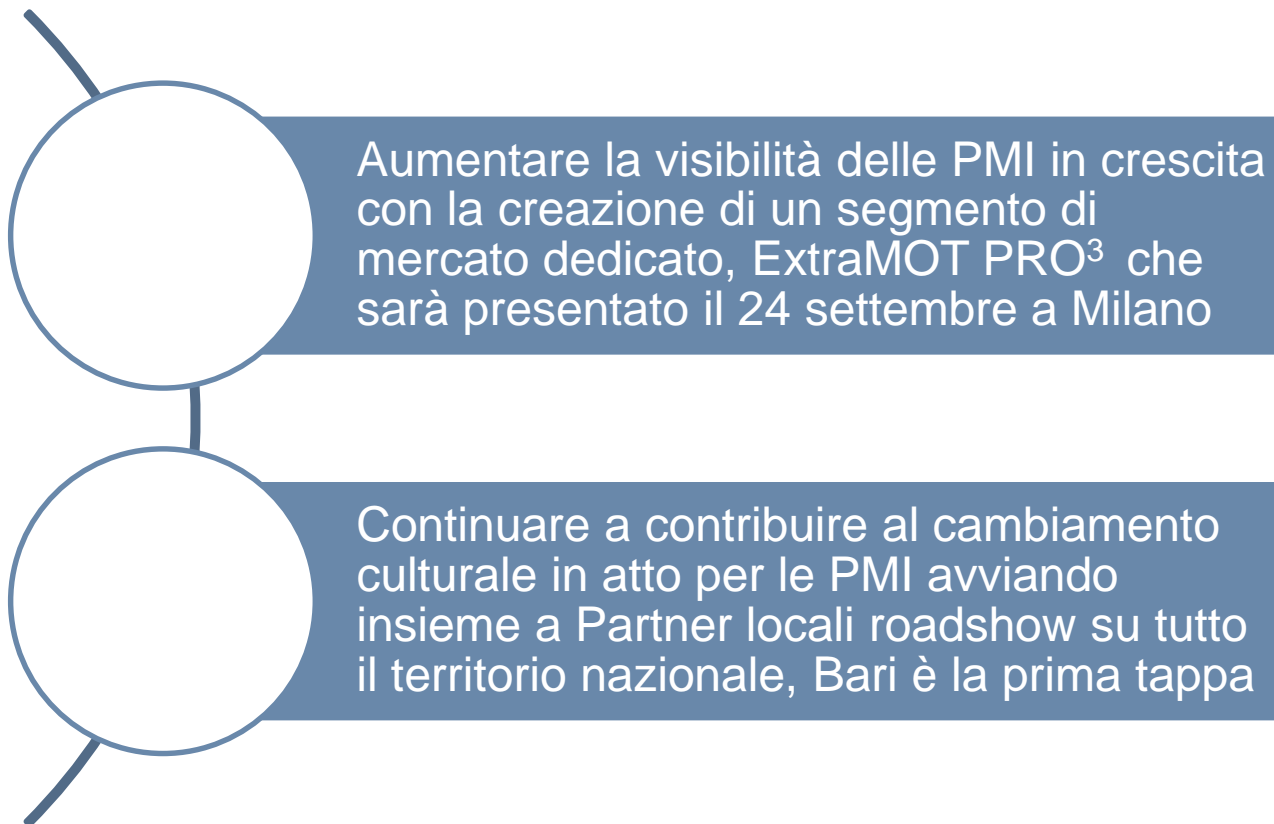 Aumentare la visibilità delle PMI in crescita
con la creazione di un segmento di
mercato dedicato, ExtraMOT PRO³ che
sarà presentato il 24 settembre a Milano
Continuare a contribuire al cambiamento
culturale in atto per le PMI avviando
insieme a Partner locali roadshow su tutto
il territorio nazionale, Bari è la prima tappa